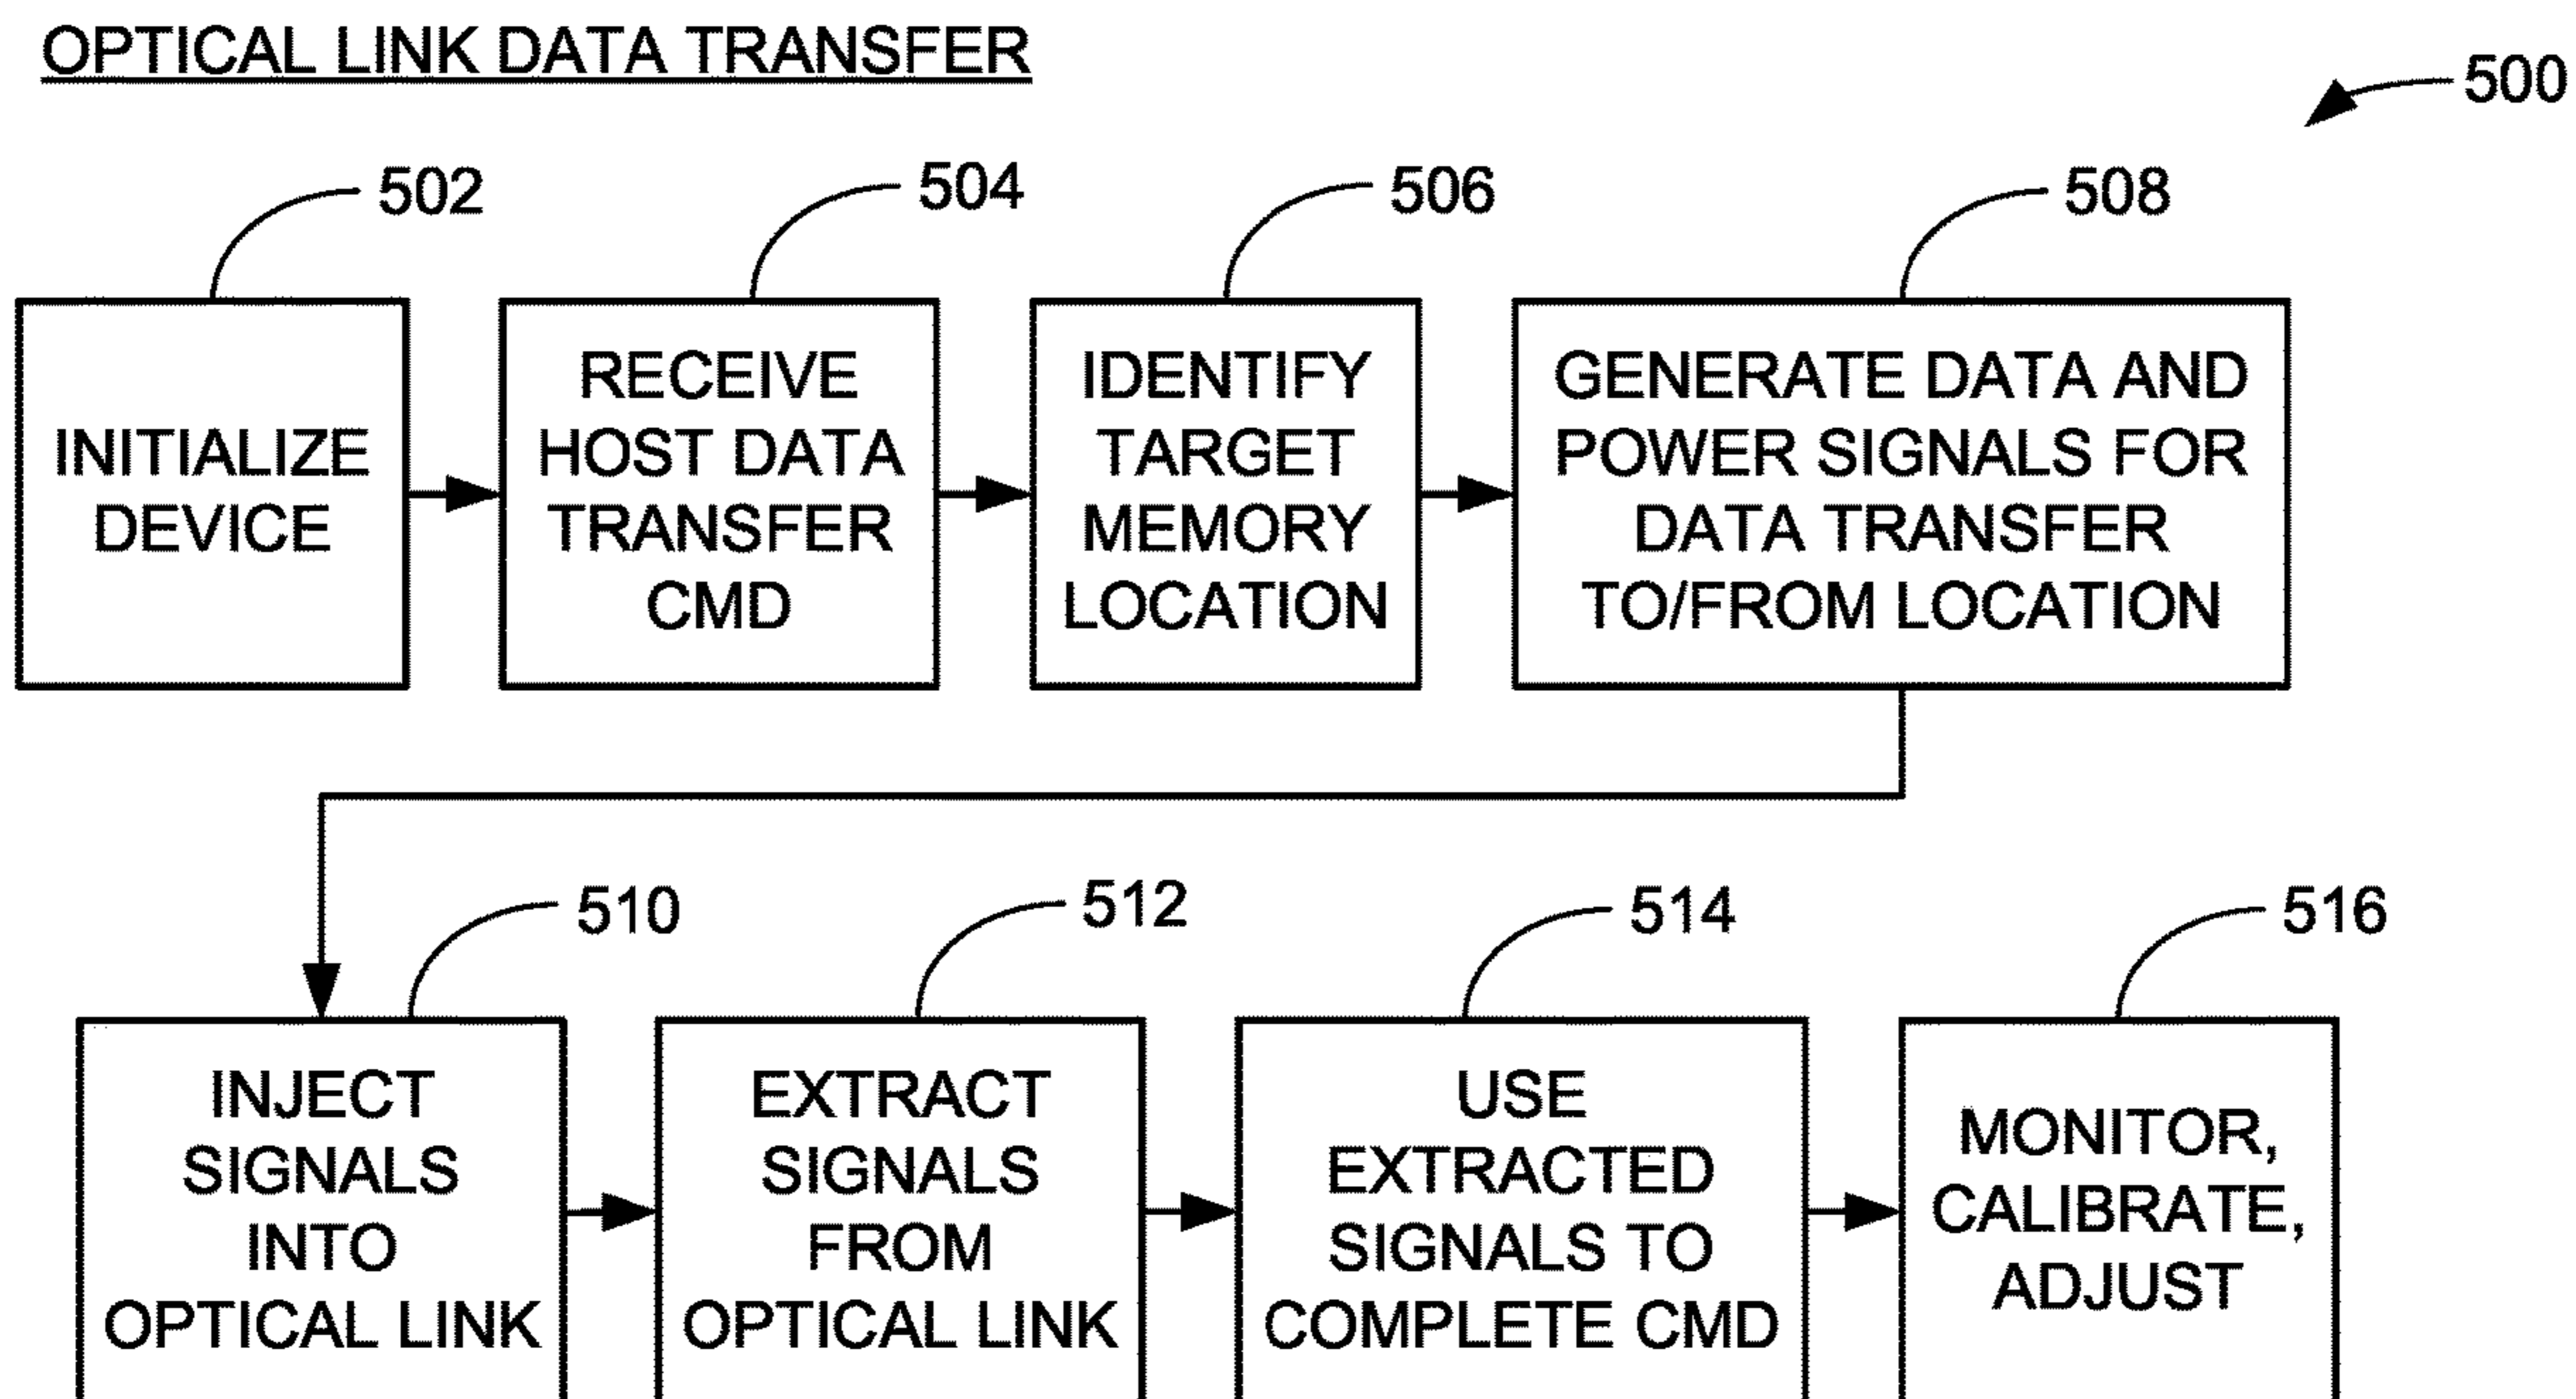 OPTICAL LINK DATA TRANSFER
500
502
504
506
508
INITIALIZE
DEVICE
RECEIVE
HOST DATA
TRANSFER
CMD
IDENTIFY
TARGET
MEMORY
LOCATION
GENERATE DATA AND
POWER SIGNALS FOR
DATA TRANSFER
TO/FROM LOCATION
510
512
514
516
INJECT
SIGNALS
INTO
OPTICAL LINK
EXTRACT
SIGNALS
FROM
OPTICAL LINK
USE
EXTRACTED
SIGNALS TO
COMPLETE CMD
MONITOR,
CALIBRATE,
ADJUST